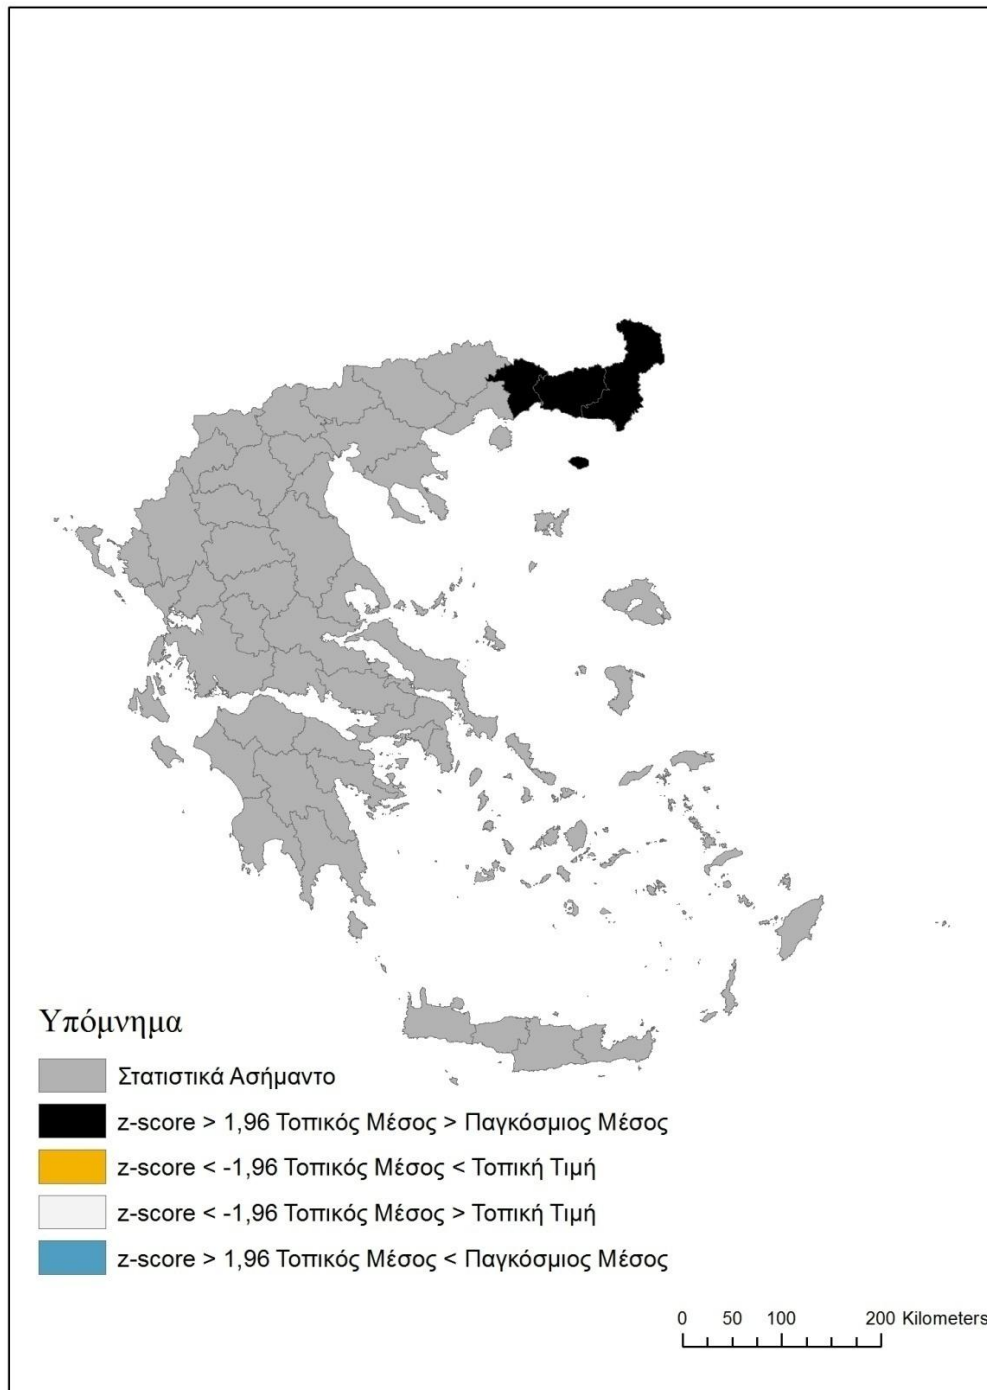 Υπόμνημα
Στατιστικά Ασήμαντο
z-score > 1,96 Τοπικός Μέσος > Παγκόσμιος Μέσος
z-score < -1,96 Τοπικός Μέσος < Τοπική Τιμή
z-score < -1,96 Τοπικός Μέσος > Τοπική Τιμή
z-score > 1,96 Τοπικός Μέσος < Παγκόσμιος Μέσος
0 50 100 200 Kilometers